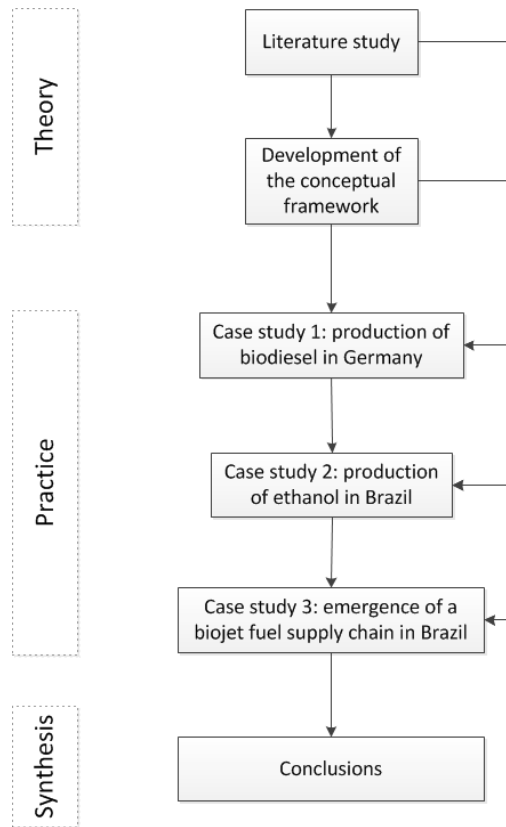 Theory
Literature study
Development of
the conceptual
framework
Practice
Case study 1: production of
biodiesel in Germany
Case study 2: production
of ethanol in Brazil
Case study 3: emergence of a
biojet fuel supply chain in Brazil
Synthesis
Conclusions